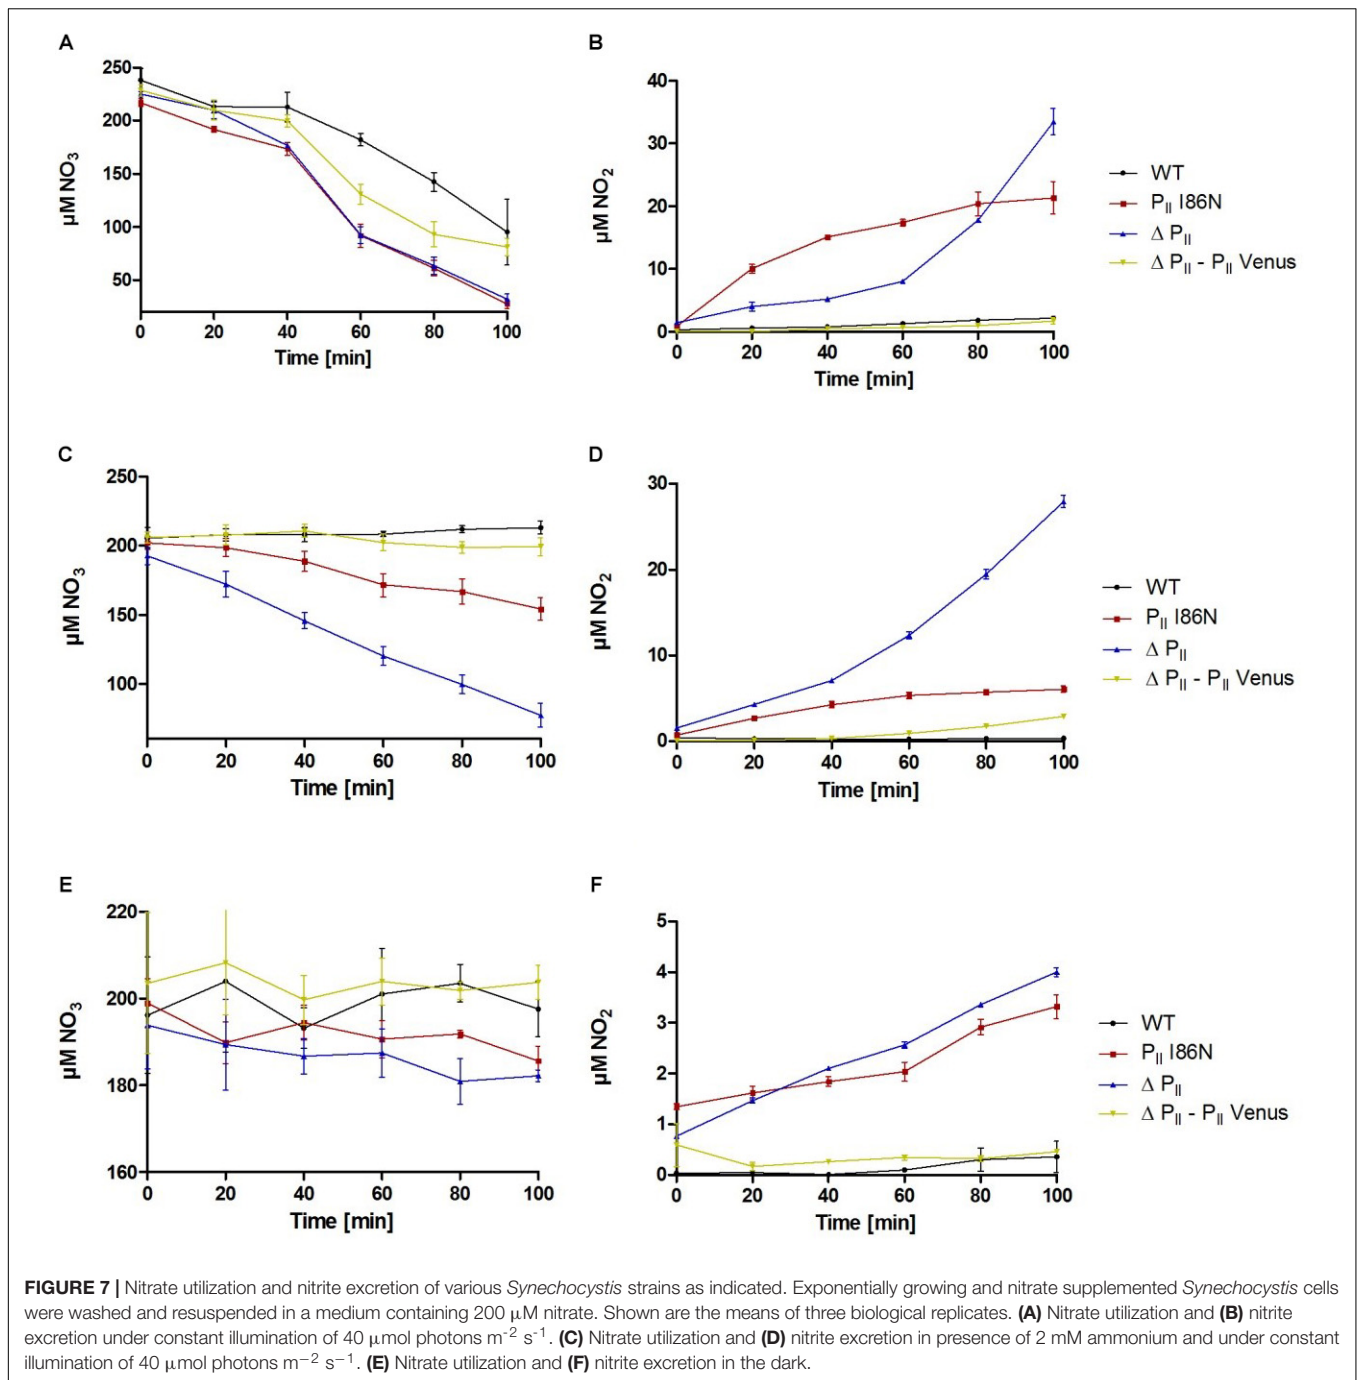 A
250
200
150
100
50
µM NO3
0 20 40 60 80 100
Time [min]
B
40
30
20
10
0
µM NO2
0 20 40 60 80 100
Time [min]
WT
PII I86N
Δ PII
Δ PII - PII Venus
C
250
200
150
100
µM NO3
0 20 40 60 80 100
Time [min]
D
30
20
10
0
µM NO2
0 20 40 60 80 100
Time [min]
WT
PII I86N
Δ PII
Δ PII - PII Venus
E
220
200
180
160
µM NO3
0 20 40 60 80 100
Time [min]
F
5
4
3
2
1
0
µM NO2
0 20 40 60 80 100
Time [min]
WT
PII I86N
Δ PII
Δ PII - PII Venus
FIGURE 7 | Nitrate utilization and nitrite excretion of various Synechocystis strains as indicated. Exponentially growing and nitrate supplemented Synechocystis cells
were washed and resuspended in a medium containing 200 µM nitrate. Shown are the means of three biological replicates. (A) Nitrate utilization and (B) nitrite
excretion under constant illumination of 40 µmol photons m-2 s-1. (C) Nitrate utilization and (D) nitrite excretion in presence of 2 mM ammonium and under constant
illumination of 40 µmol photons m−2 s−1. (E) Nitrate utilization and (F) nitrite excretion in the dark.